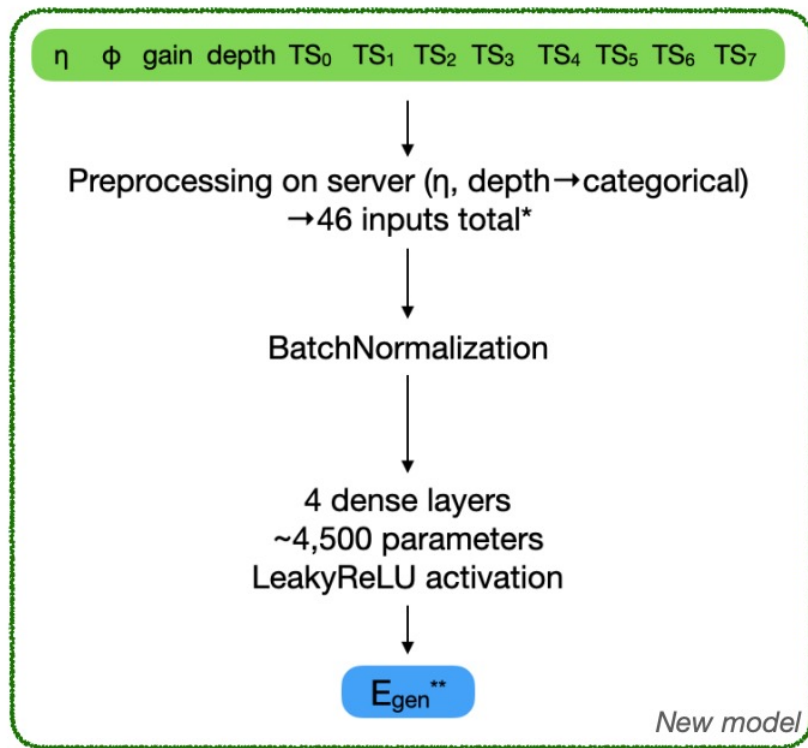 η φ gain depth TS₀ TS₁ TS₂ TS₃ TS₄ TS₅ TS₆ TS₇
Preprocessing on server (η, depth→categorical)
→46 inputs total*
BatchNormalization
4 dense layers
~4,500 parameters
LeakyReLU activation
E_gen**
New model